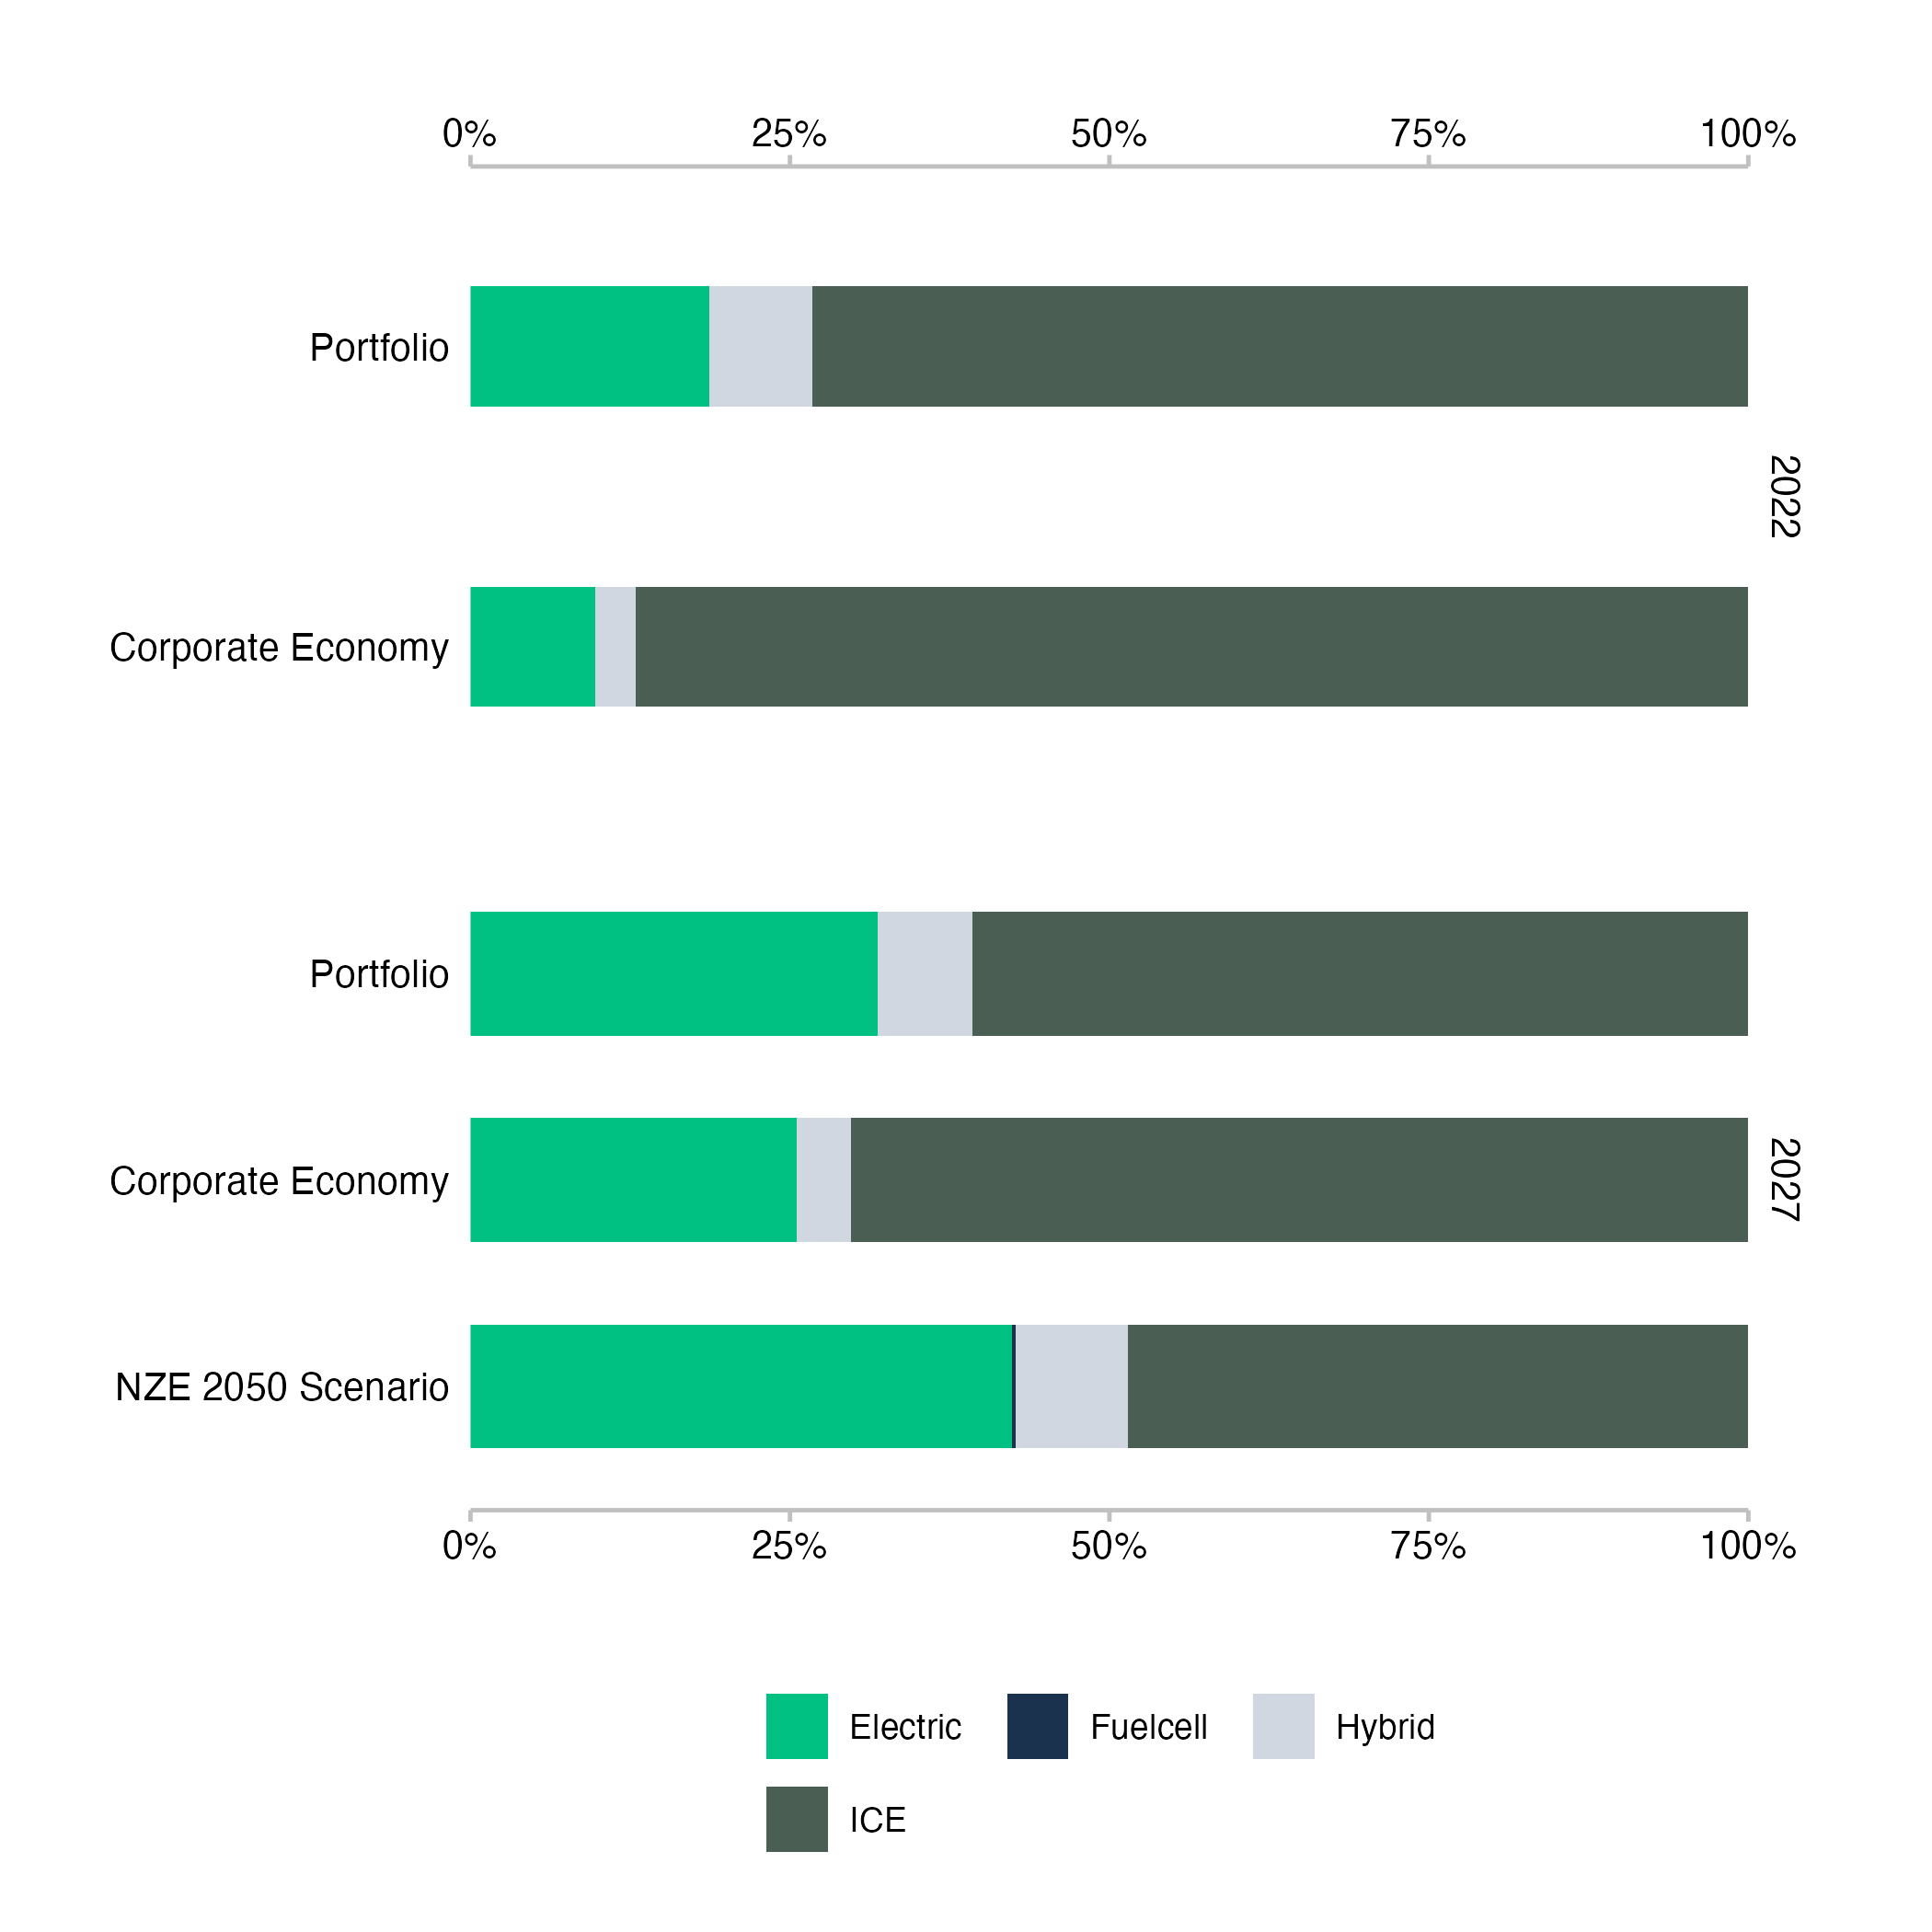 0% 25% 50% 75% 100%
Portfolio
2022
Corporate Economy
Portfolio
Corporate Economy
2027
NZE 2050 Scenario
0% 25% 50% 75% 100%
Electric Fuelcell Hybrid
ICE